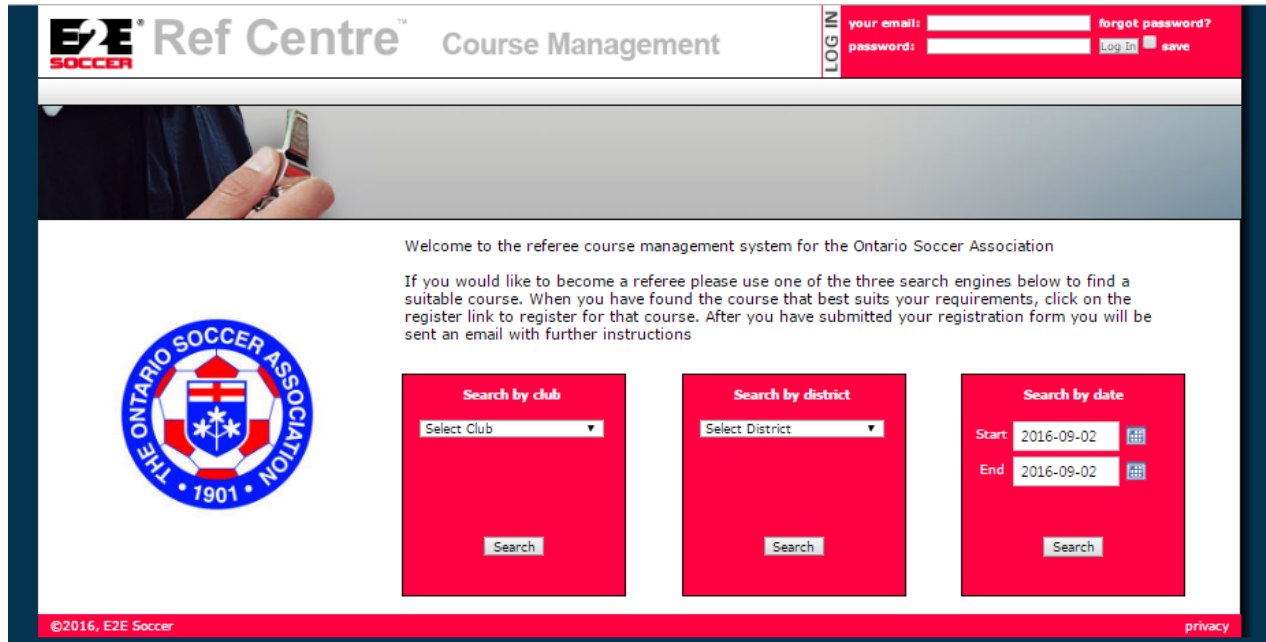 E2E®
SOCCER
Ref Centre™
Course Management
LOG IN
your email:
forgot password?
password:
Log In
save
Welcome to the referee course management system for the Ontario Soccer Association
If you would like to become a referee please use one of the three search engines below to find a
suitable course. When you have found the course that best suits your requirements, click on the
register link to register for that course. After you have submitted your registration form you will be
sent an email with further instructions
THE ONTARIO SOCCER ASSOCIATION
• 1901 •
Search by club
Select Club
Search
Search by district
Select District
Search
Search by date
Start 2016-09-02
End 2016-09-02
Search
©2016, E2E Soccer
privacy